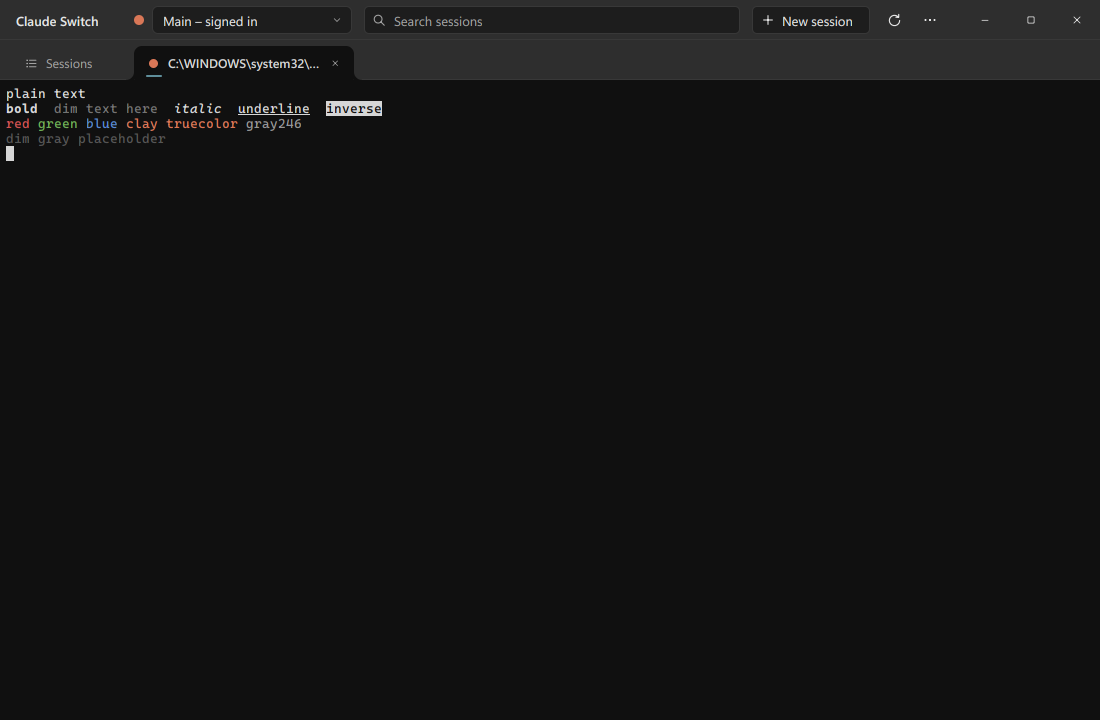 Claude Switch
Main – signed in
Search sessions
New session
Sessions
C:\WINDOWS\system32\...
plain text
bold  dim text here  italic  underline  inverse
red green blue clay truecolor gray246
dim gray placeholder